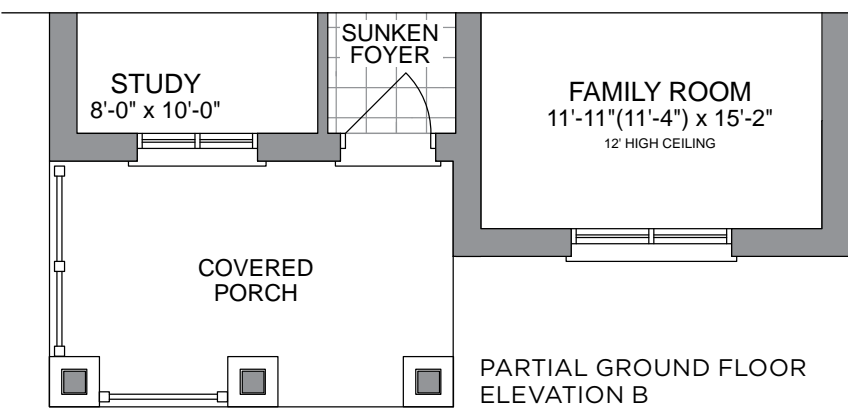 SUNKEN
FOYER
STUDY
8'-0" x 10'-0"
FAMILY ROOM
11'-11"(11'-4") x 15'-2"
12' HIGH CEILING
COVERED
PORCH
PARTIAL GROUND FLOOR
ELEVATION B